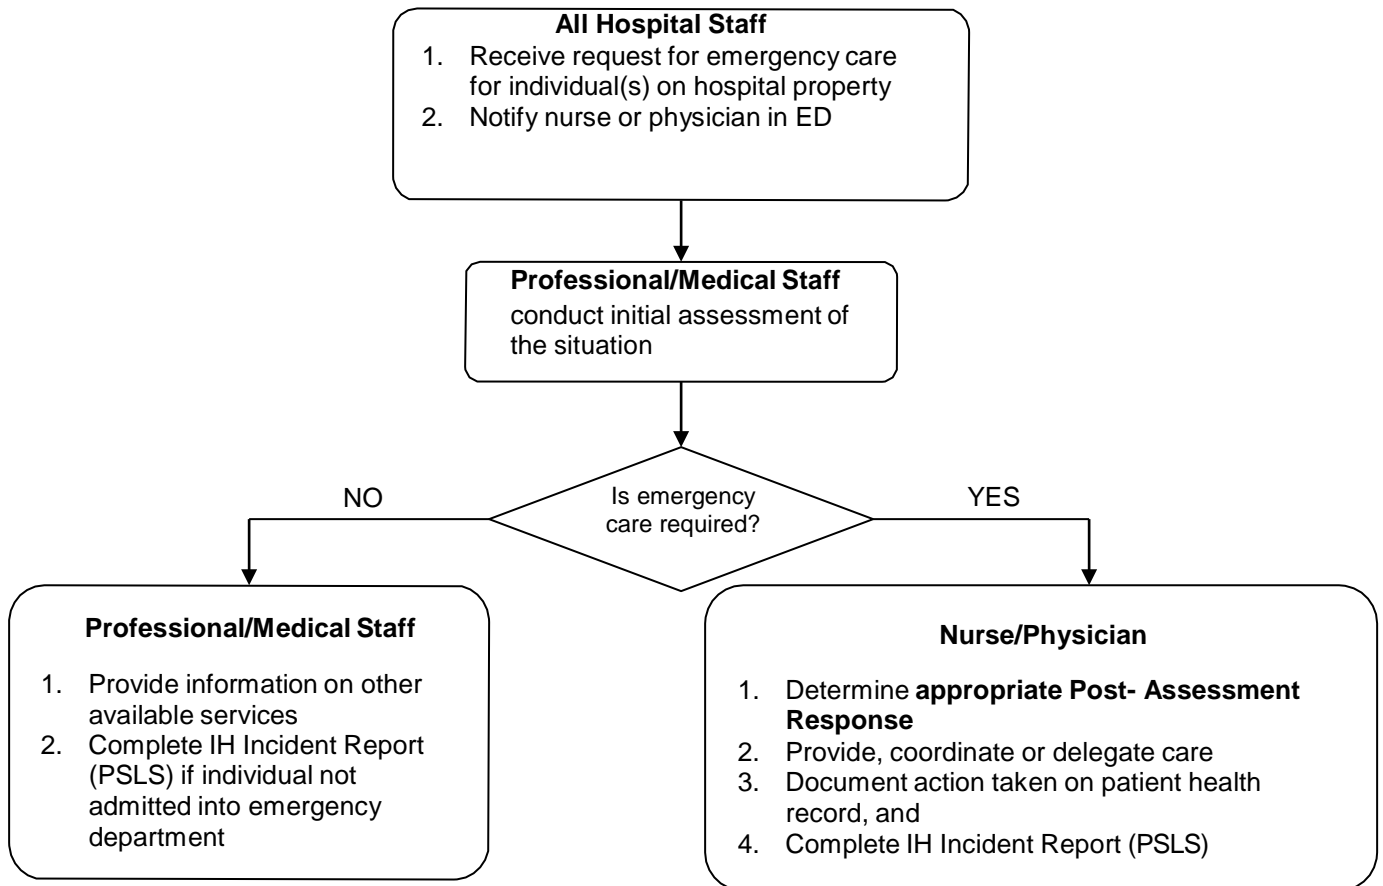 All Hospital Staff
1. Receive request for emergency care
for individual(s) on hospital property
2. Notify nurse or physician in ED
Professional/Medical Staff
conduct initial assessment of
the situation
Is emergency
care required?
NO
YES
Professional/Medical Staff
1. Provide information on other
available services
2. Complete IH Incident Report
(PSLS) if individual not
admitted into emergency
department
Nurse/Physician
1. Determine appropriate Post- Assessment
Response
2. Provide, coordinate or delegate care
3. Document action taken on patient health
record, and
4. Complete IH Incident Report (PSLS)